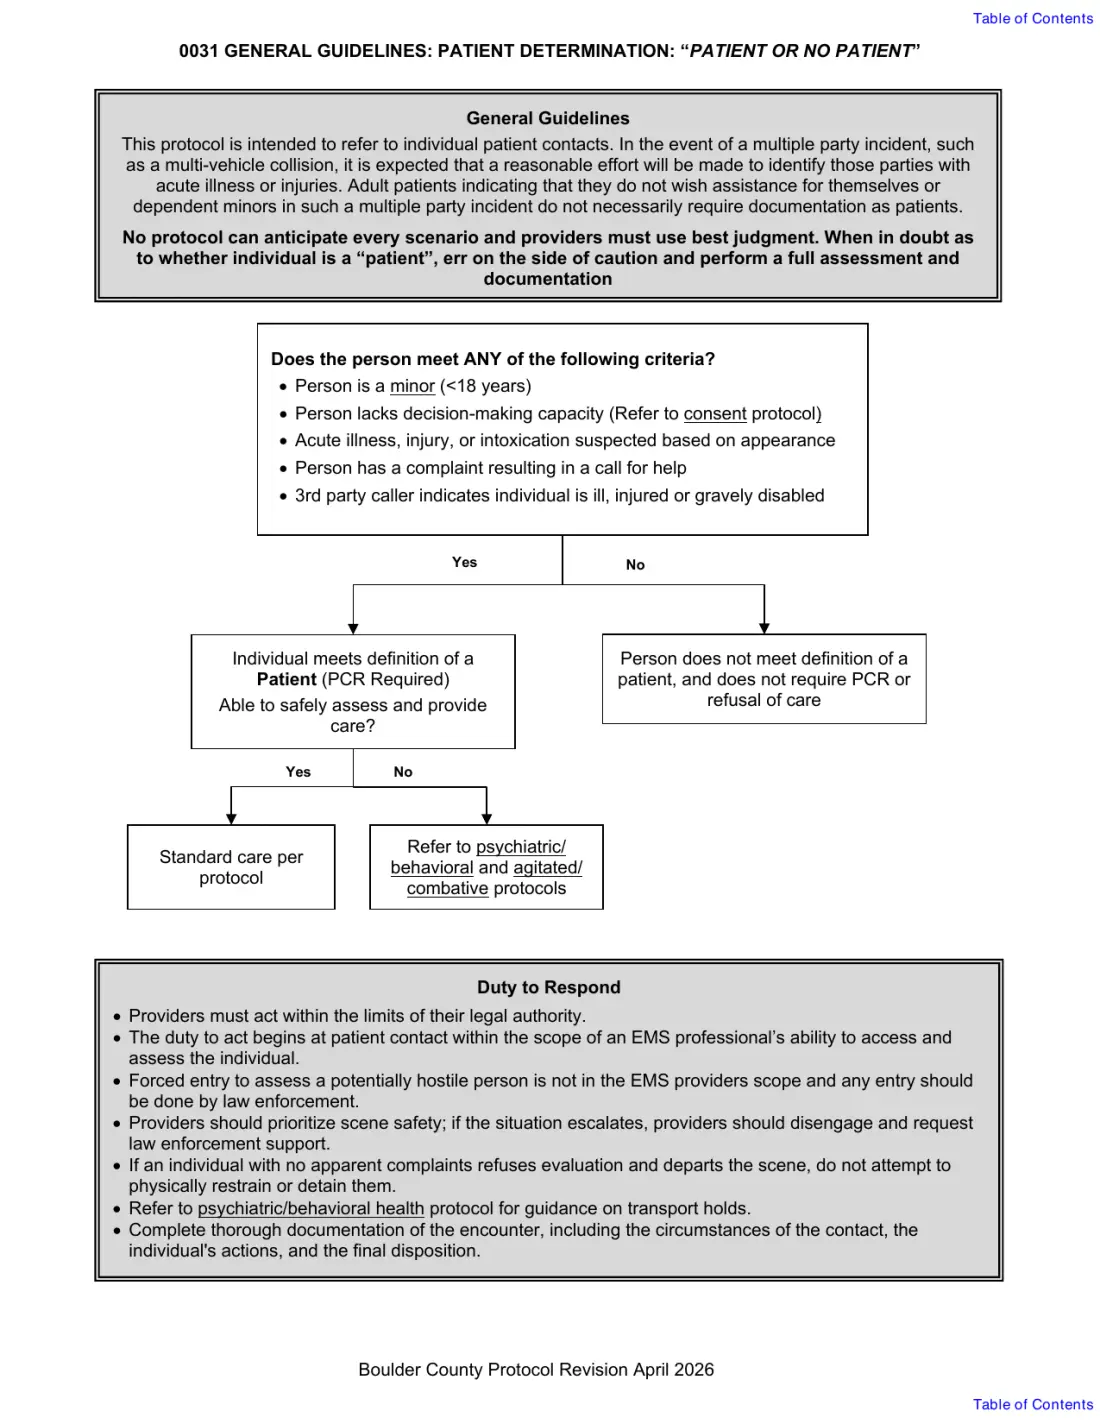 Table of Contents
0031 GENERAL GUIDELINES: PATIENT DETERMINATION: “PATIENT OR NO PATIENT”
General Guidelines
This protocol is intended to refer to individual patient contacts. In the event of a multiple party incident, such
as a multi-vehicle collision, it is expected that a reasonable effort will be made to identify those parties with
acute illness or injuries. Adult patients indicating that they do not wish assistance for themselves or
dependent minors in such a multiple party incident do not necessarily require documentation as patients.
No protocol can anticipate every scenario and providers must use best judgment. When in doubt as
to whether individual is a “patient”, err on the side of caution and perform a full assessment and
documentation
Does the person meet ANY of the following criteria?
• Person is a minor (<18 years)
• Person lacks decision-making capacity (Refer to consent protocol)
• Acute illness, injury, or intoxication suspected based on appearance
• Person has a complaint resulting in a call for help
• 3rd party caller indicates individual is ill, injured or gravely disabled
Yes
No
Individual meets definition of a
Patient (PCR Required)
Able to safely assess and provide
care?
Person does not meet definition of a
patient, and does not require PCR or
refusal of care
Yes
No
Standard care per
protocol
Refer to psychiatric/
behavioral and agitated/
combative protocols
Duty to Respond
• Providers must act within the limits of their legal authority.
• The duty to act begins at patient contact within the scope of an EMS professional’s ability to access and
assess the individual.
• Forced entry to assess a potentially hostile person is not in the EMS providers scope and any entry should
be done by law enforcement.
• Providers should prioritize scene safety; if the situation escalates, providers should disengage and request
law enforcement support.
• If an individual with no apparent complaints refuses evaluation and departs the scene, do not attempt to
physically restrain or detain them.
• Refer to psychiatric/behavioral health protocol for guidance on transport holds.
• Complete thorough documentation of the encounter, including the circumstances of the contact, the
individual's actions, and the final disposition.
Boulder County Protocol Revision April 2026
Table of Contents